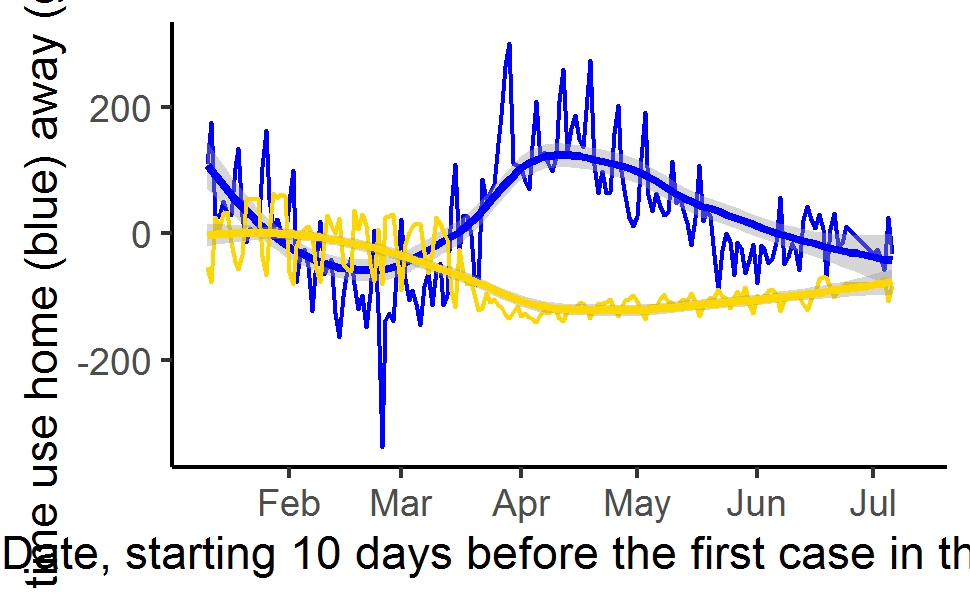 time use home (blue) away (
200
0
-200
Feb Mar Apr May Jun Jul
Date, starting 10 days before the first case in th